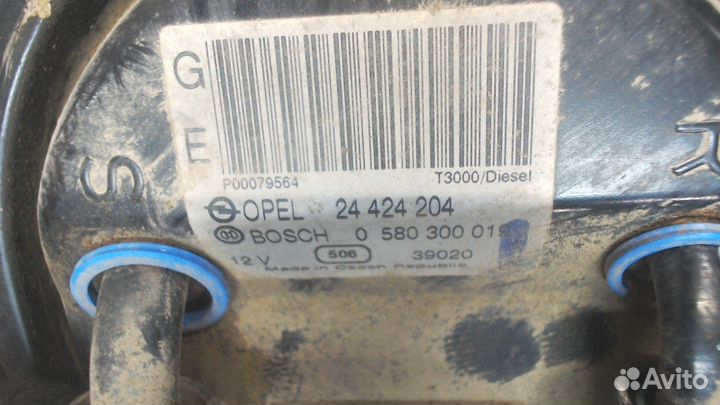 G
E
P00079564
T3000/Diesel
OPEL 24 424 204
BOSCH 0 580 300 01
12 V 506 39020
Made in Czech Republic
S
R
Avito